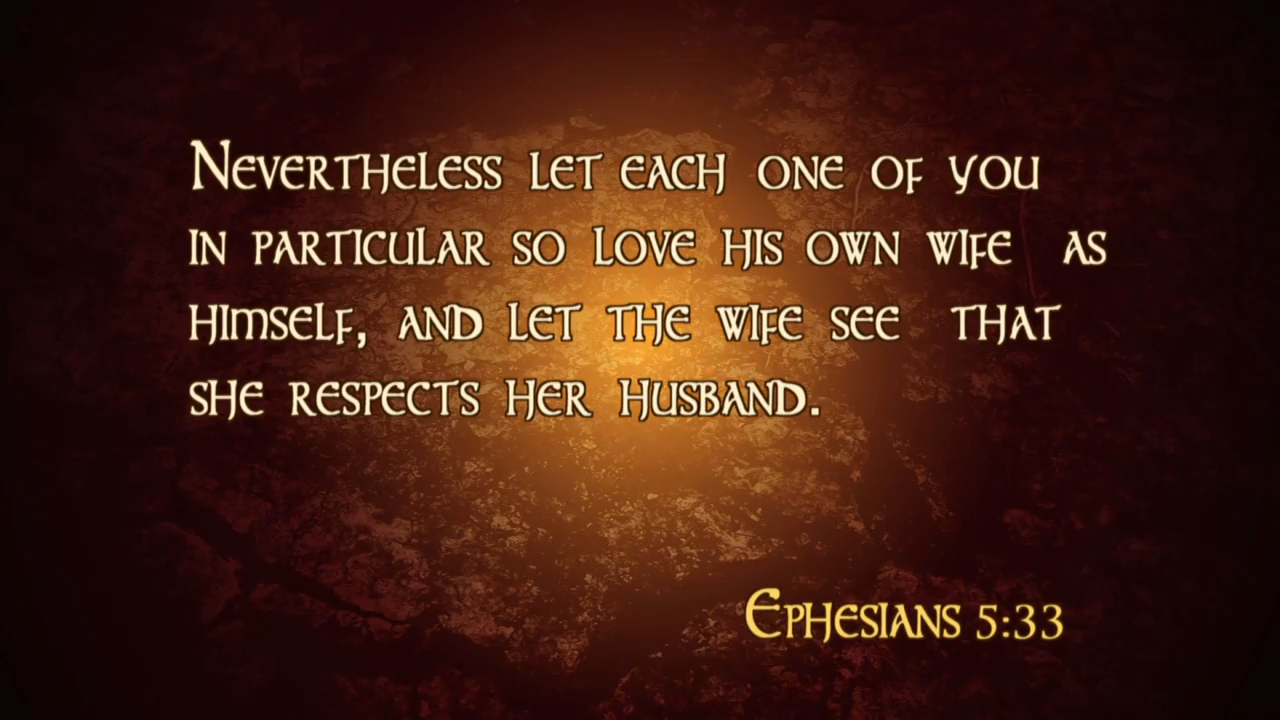 Nevertheless let each one of you
in particular so love his own wife as
himself, and let the wife see that
she respects her husband.
Ephesians 5:33